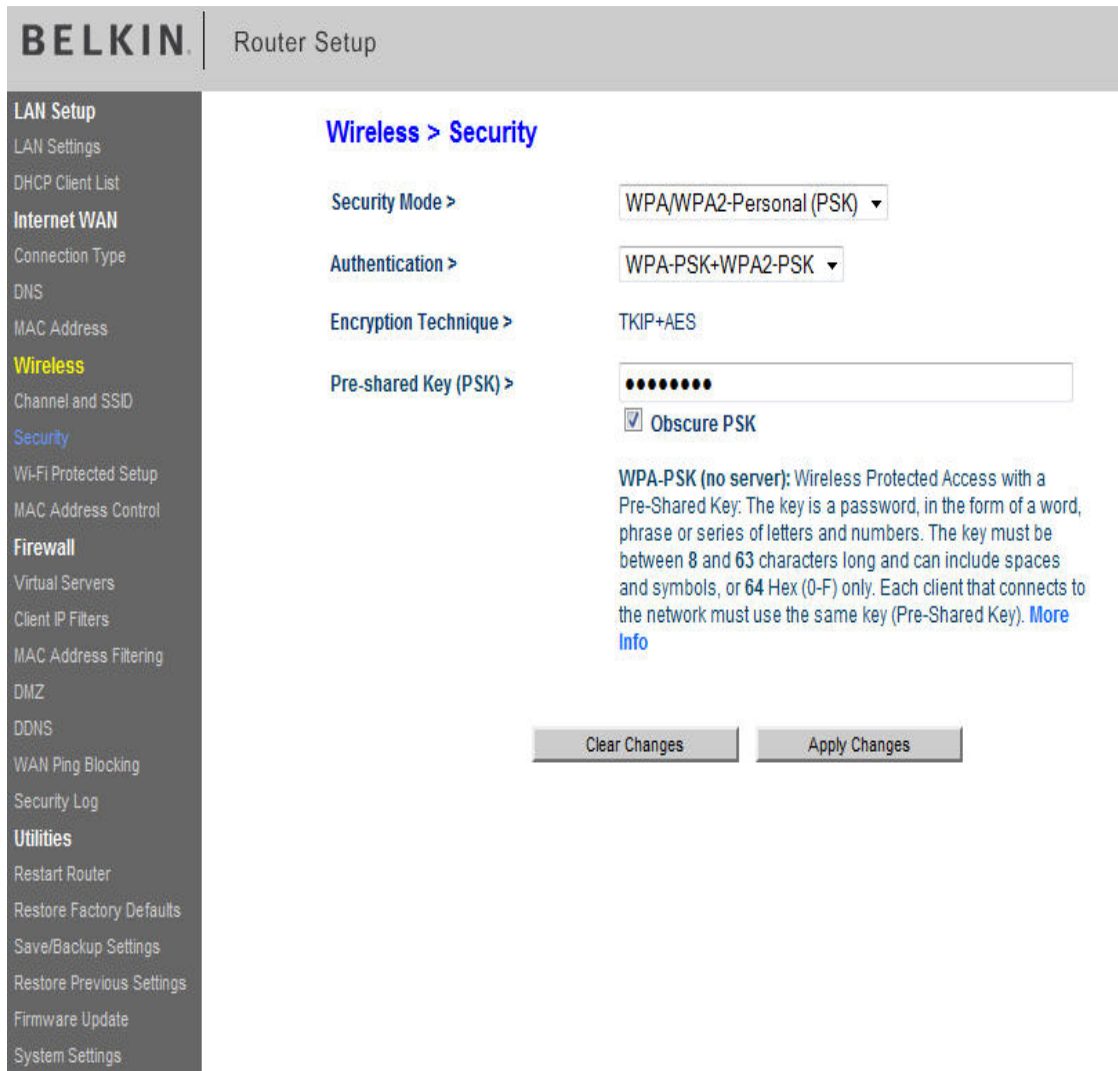 BELKIN.
Router Setup
LAN Setup
LAN Settings
DHCP Client List
Internet WAN
Connection Type
DNS
MAC Address
Wireless
Channel and SSID
Security
Wi-Fi Protected Setup
MAC Address Control
Firewall
Virtual Servers
Client IP Filters
MAC Address Filtering
DMZ
DDNS
WAN Ping Blocking
Security Log
Utilities
Restart Router
Restore Factory Defaults
Save/Backup Settings
Restore Previous Settings
Firmware Update
System Settings
Wireless > Security
Security Mode > WPA/WPA2-Personal (PSK)
Authentication > WPA-PSK+WPA2-PSK
Encryption Technique > TKIP+AES
Pre-shared Key (PSK) > ••••••••
Obscure PSK
WPA-PSK (no server): Wireless Protected Access with a
Pre-Shared Key: The key is a password, in the form of a word,
phrase or series of letters and numbers. The key must be
between 8 and 63 characters long and can include spaces
and symbols, or 64 Hex (0-F) only. Each client that connects to
the network must use the same key (Pre-Shared Key). More
Info
Clear Changes Apply Changes